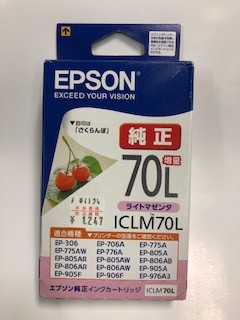 EPSON
EXCEED YOUR VISION
▼目印は
「さくらんぼ」
純正
70L
増量
ライトマゼンタ
ICLM70L
¥1,247
適合機種
▼プリンターの型番をご確認ください。
EP-306 EP-706A EP-775A
EP-775AW EP-776A EP-805A
EP-805AR EP-805AW EP-806AB
EP-806AR EP-806AW EP-905A
EP-905F EP-906F EP-976A3
エプソン純正インクカートリッジ ICLM70L